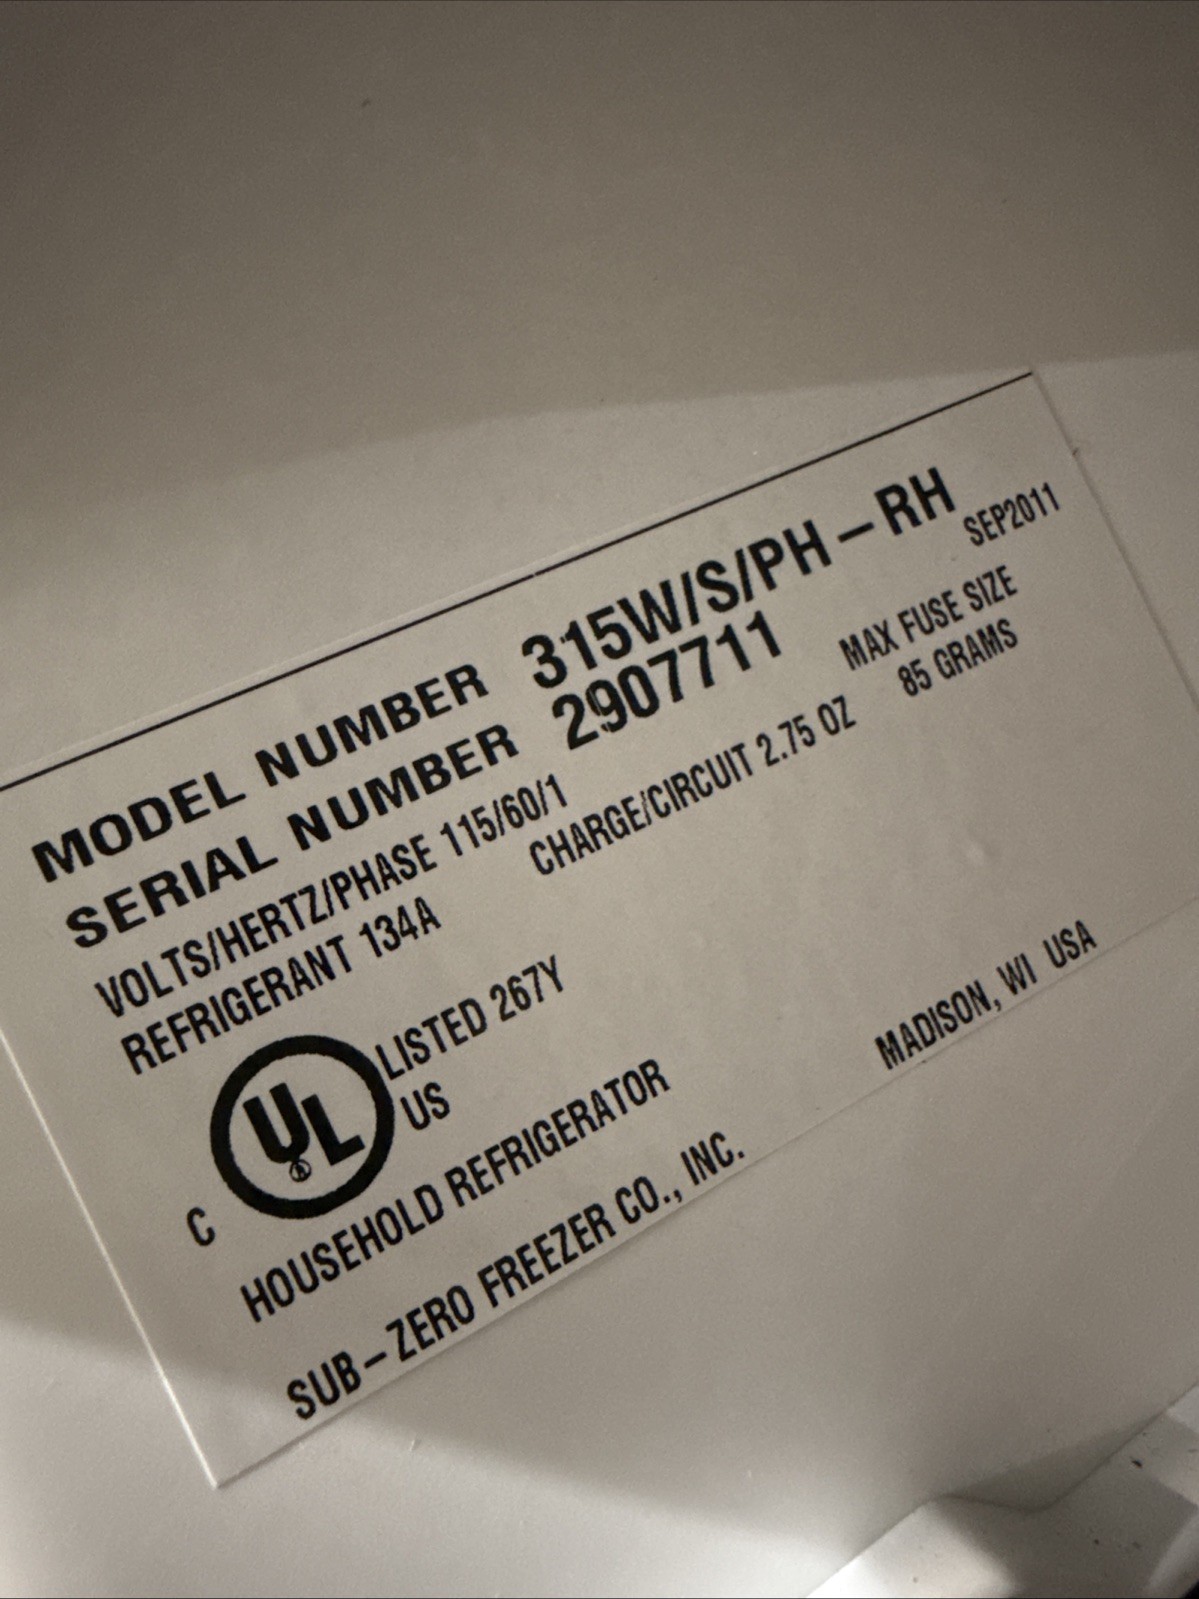 MODEL NUMBER 315W/S/PH-RH
SERIAL NUMBER 2907711 SEP2011
VOLTS/HERTZ/PHASE 115/60/1 MAX FUSE SIZE
REFRIGERANT 134A CHARGE/CIRCUIT 2.75 OZ 85 GRAMS
C UL ® LISTED 267Y
US
HOUSEHOLD REFRIGERATOR
SUB-ZERO FREEZER CO., INC. MADISON, WI USA